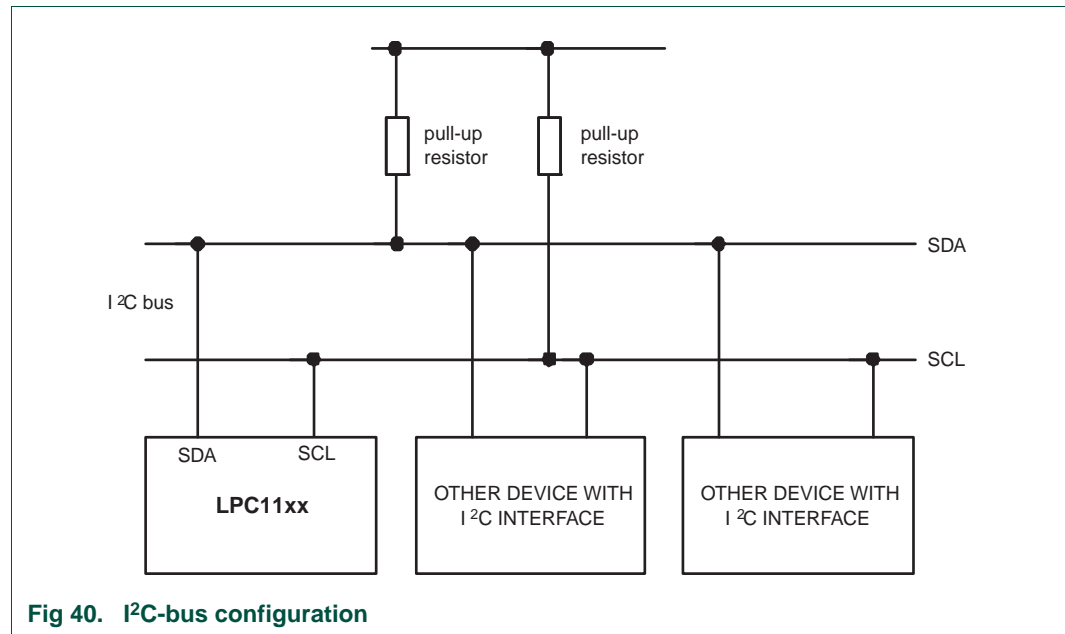 pull-up
resistor
pull-up
resistor
SDA
I ²C bus
SCL
SDA SCL
LPC11xx
OTHER DEVICE WITH
I ²C INTERFACE
OTHER DEVICE WITH
I ²C INTERFACE
Fig 40. I²C-bus configuration